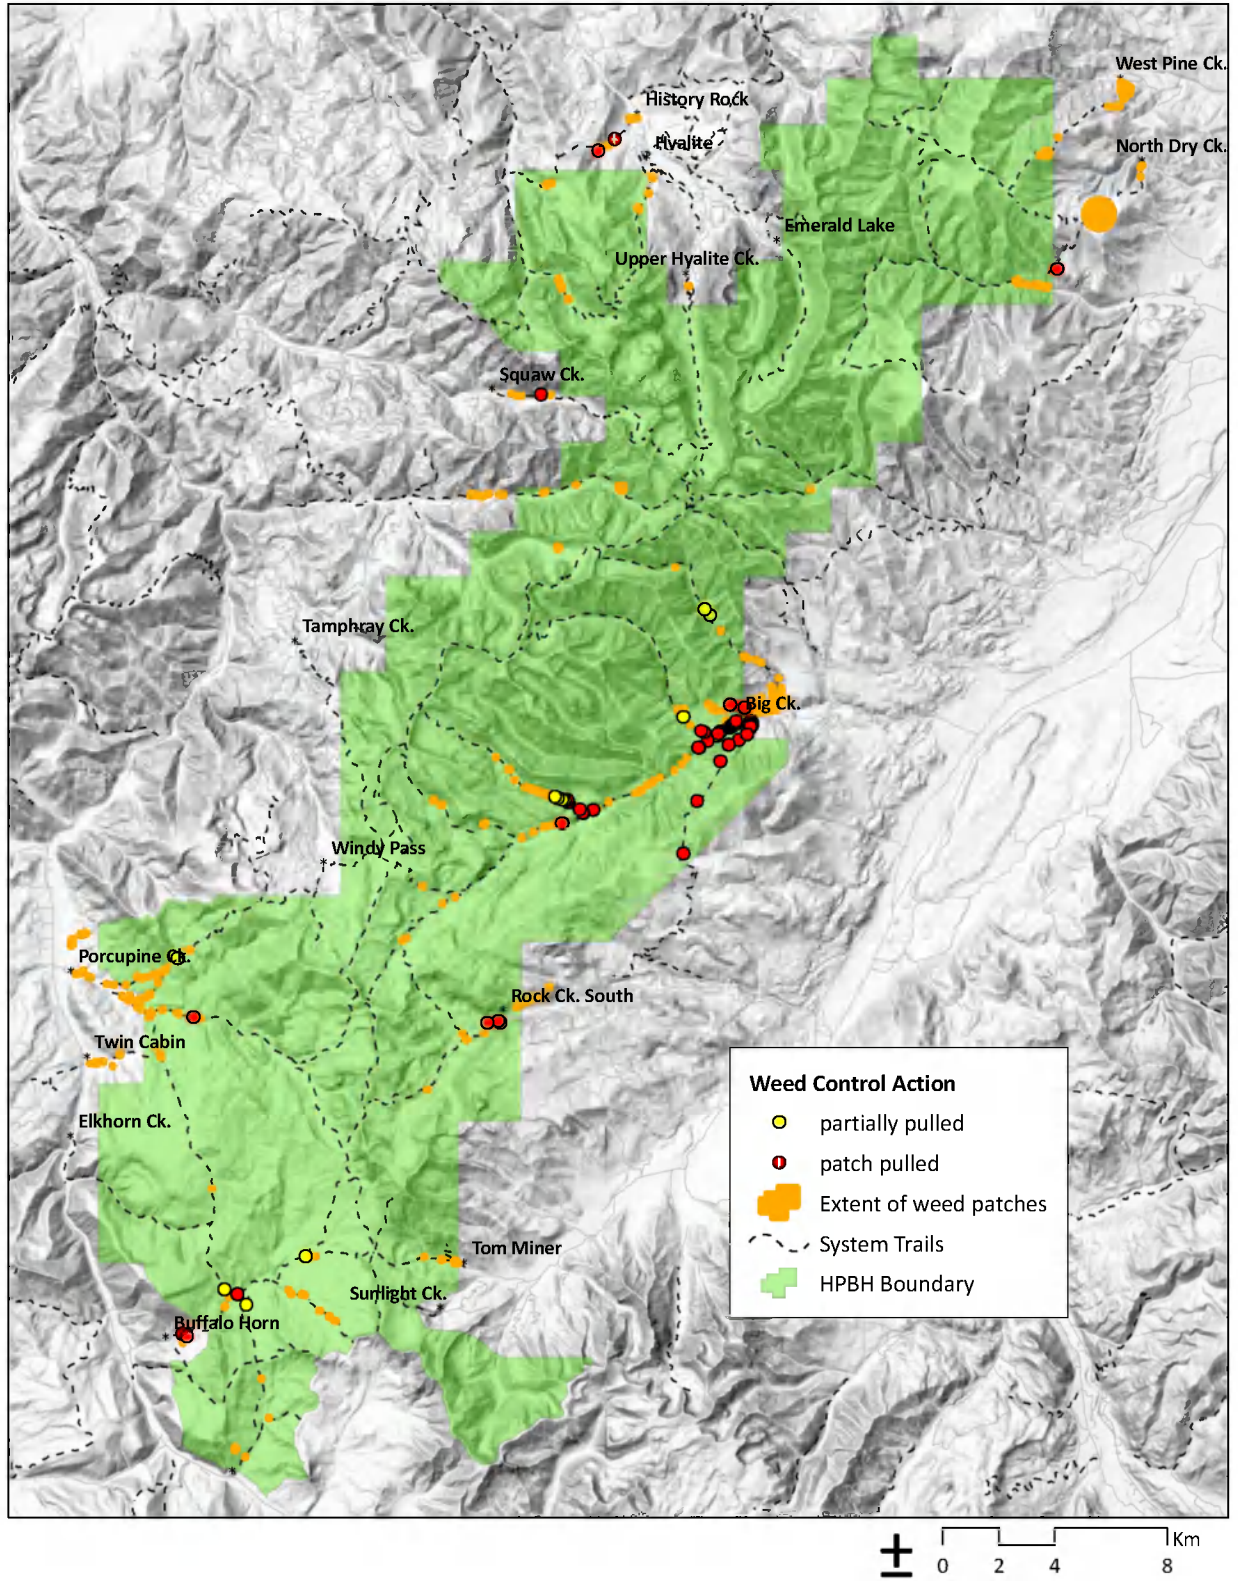 West Pine Ck.
History Rock
Hyalite
North Dry Ck.
Emerald Lake
Upper Hyalite Ck.
Squaw Ck.
Tamphray Ck.
Big Ck.
Windy Pass
Porcupine Ck.
Rock Ck. South
Twin Cabin
Elkhorn Ck.
Tom Miner
Sunlight Ck.
Buffalo Horn
Weed Control Action
partially pulled
patch pulled
Extent of weed patches
System Trails
HPBH Boundary
Km
0 2 4 8